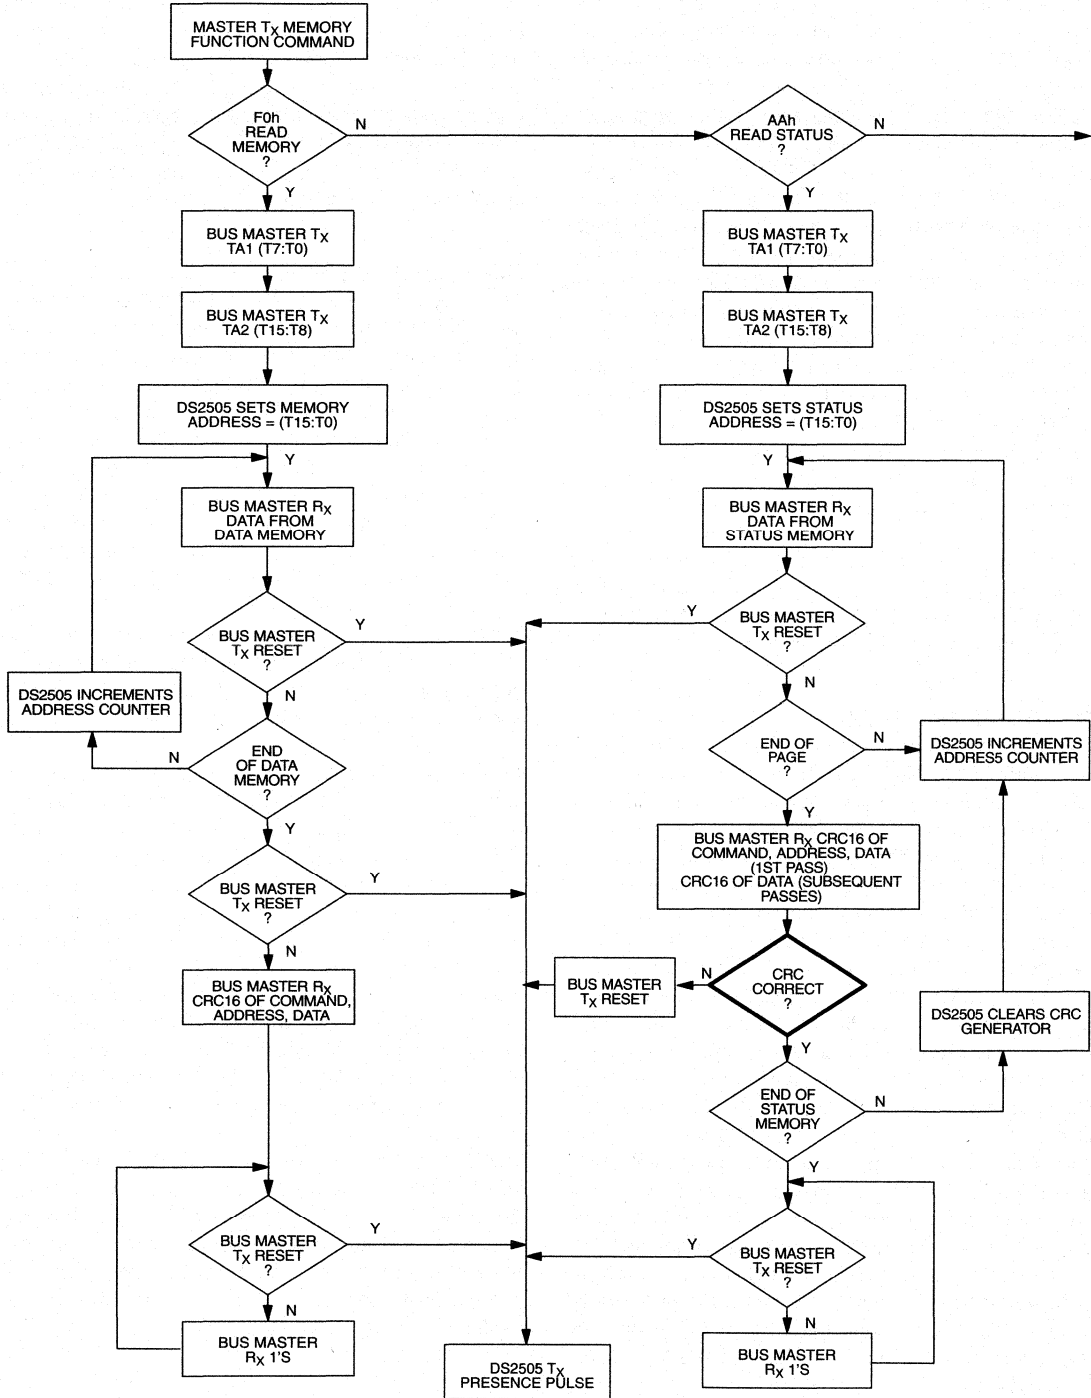 MASTER TX MEMORY
FUNCTION COMMAND
F0h
READ
MEMORY
?
N
Y
AAh
READ STATUS
?
N
Y
BUS MASTER TX
TA1 (T7:T0)
BUS MASTER TX
TA1 (T7:T0)
BUS MASTER TX
TA2 (T15:T8)
BUS MASTER TX
TA2 (T15:T8)
DS2505 SETS MEMORY
ADDRESS = (T15:T0)
DS2505 SETS STATUS
ADDRESS = (T15:T0)
Y
Y
BUS MASTER RX
DATA FROM
DATA MEMORY
BUS MASTER RX
DATA FROM
STATUS MEMORY
BUS MASTER
TX RESET
?
Y
N
Y
BUS MASTER
TX RESET
?
N
DS2505 INCREMENTS
ADDRESS COUNTER
N
END
OF DATA
MEMORY
?
Y
END OF
PAGE
?
N
Y
DS2505 INCREMENTS
ADDRES5 COUNTER
BUS MASTER RX CRC16 OF
COMMAND, ADDRESS, DATA
(1ST PASS)
CRC16 OF DATA (SUBSEQUENT
PASSES)
BUS MASTER
TX RESET
?
Y
N
BUS MASTER RX
CRC16 OF COMMAND,
ADDRESS, DATA
BUS MASTER
TX RESET
N
CRC
CORRECT
?
Y
DS2505 CLEARS CRC
GENERATOR
END OF
STATUS
MEMORY
?
N
Y
BUS MASTER
TX RESET
?
Y
N
Y
BUS MASTER
TX RESET
?
N
BUS MASTER
RX 1'S
DS2505 TX
PRESENCE PULSE
BUS MASTER
RX 1'S